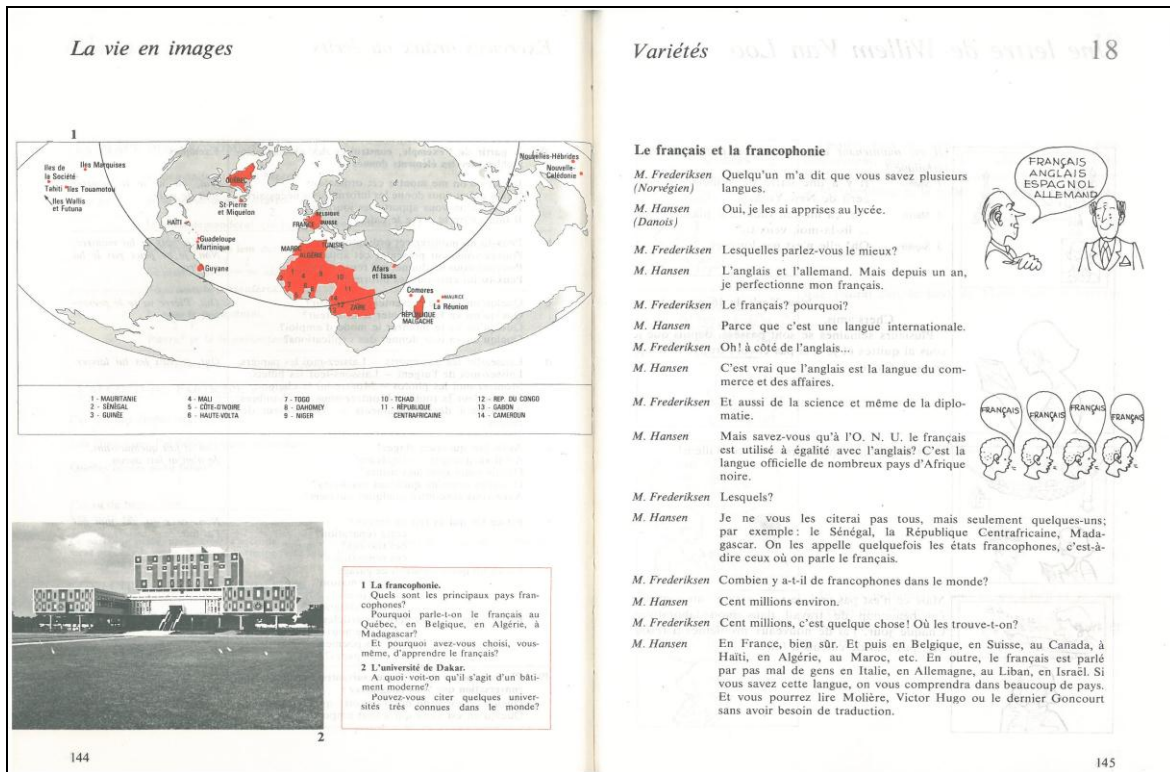 La vie en images
1
Iles de la Société
Iles Marquises
Tahiti
Iles Touamotou
Iles Wallis et Futuna
QUÉBEC
St-Pierre et Miquelon
HAÏTI
Guadeloupe
Martinique
Guyane
BELGIQUE
FRANCE
SUISSE
MAROC
TUNISIE
ALGÉRIE
Afars et Issas
ZAÏRE
Comores
MAURICE
La Réunion
RÉPUBLIQUE MALGACHE
Nouvelles-Hébrides
Nouvelle-Calédonie
1 - MAURITANIE
2 - SÉNÉGAL
3 - GUINÉE
4 - MALI
5 - CÔTE-D'IVOIRE
6 - HAUTE-VOLTA
7 - TOGO
8 - DAHOMEY
9 - NIGER
10 - TCHAD
11 - RÉPUBLIQUE
CENTRAFRICAINE
12 - REP. DU CONGO
13 - GABON
14 - CAMEROUN
2
1 La francophonie.
Quels sont les principaux pays fran-
cophones?
Pourquoi parle-t-on le français au
Québec, en Belgique, en Algérie, à
Madagascar?
Et pourquoi avez-vous choisi, vous-
même, d'apprendre le français?
2 L'université de Dakar.
A quoi voit-on qu'il s'agit d'un bâti-
ment moderne?
Pouvez-vous citer quelques univer-
sités très connues dans le monde?
144
Variétés
18
Le français et la francophonie
M. Frederiksen Quelqu'un m'a dit que vous savez plusieurs
(Norvégien) langues.
M. Hansen Oui, je les ai apprises au lycée.
(Danois)
M. Frederiksen Lesquelles parlez-vous le mieux?
M. Hansen L'anglais et l'allemand. Mais depuis un an,
je perfectionne mon français.
M. Frederiksen Le français? pourquoi?
M. Hansen Parce que c'est une langue internationale.
M. Frederiksen Oh! à côté de l'anglais...
M. Hansen C'est vrai que l'anglais est la langue du com-
merce et des affaires.
M. Frederiksen Et aussi de la science et même de la diplo-
matie.
M. Hansen Mais savez-vous qu'à l'O. N. U. le français
est utilisé à égalité avec l'anglais? C'est la
langue officielle de nombreux pays d'Afrique
noire.
M. Frederiksen Lesquels?
M. Hansen Je ne vous les citerai pas tous, mais seulement quelques-uns;
par exemple: le Sénégal, la République Centrafricaine, Mada-
gascar. On les appelle quelquefois les états francophones, c'est-à-
dire ceux où on parle le français.
M. Frederiksen Combien y a-t-il de francophones dans le monde?
M. Hansen Cent millions environ.
M. Frederiksen Cent millions, c'est quelque chose! Où les trouve-t-on?
M. Hansen En France, bien sûr. Et puis en Belgique, en Suisse, au Canada, à
Haïti, en Algérie, au Maroc, etc. En outre, le français est parlé
par pas mal de gens en Italie, en Allemagne, au Liban, en Israël. Si
vous savez cette langue, on vous comprendra dans beaucoup de pays.
Et vous pourrez lire Molière, Victor Hugo ou le dernier Goncourt
sans avoir besoin de traduction.
FRANÇAIS
ANGLAIS
ESPAGNOL
ALLEMAND
FRANÇAIS
FRANÇAIS
FRANÇAIS
FRANÇAIS
145